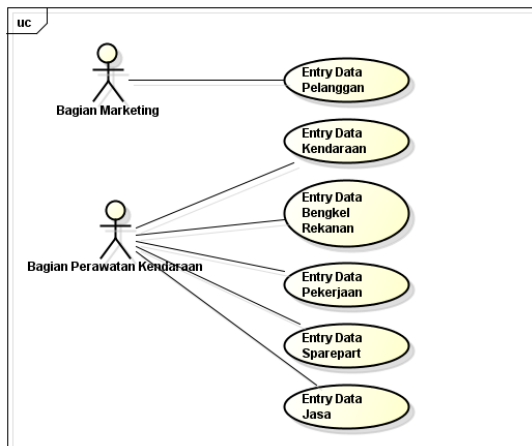 uc
Entry Data
Pelanggan
Bagian Marketing
Entry Data
Kendaraan
Entry Data
Bengkel
Rekanan
Bagian Perawatan Kendaraan
Entry Data
Pekerjaan
Entry Data
Sparepart
Entry Data
Jasa